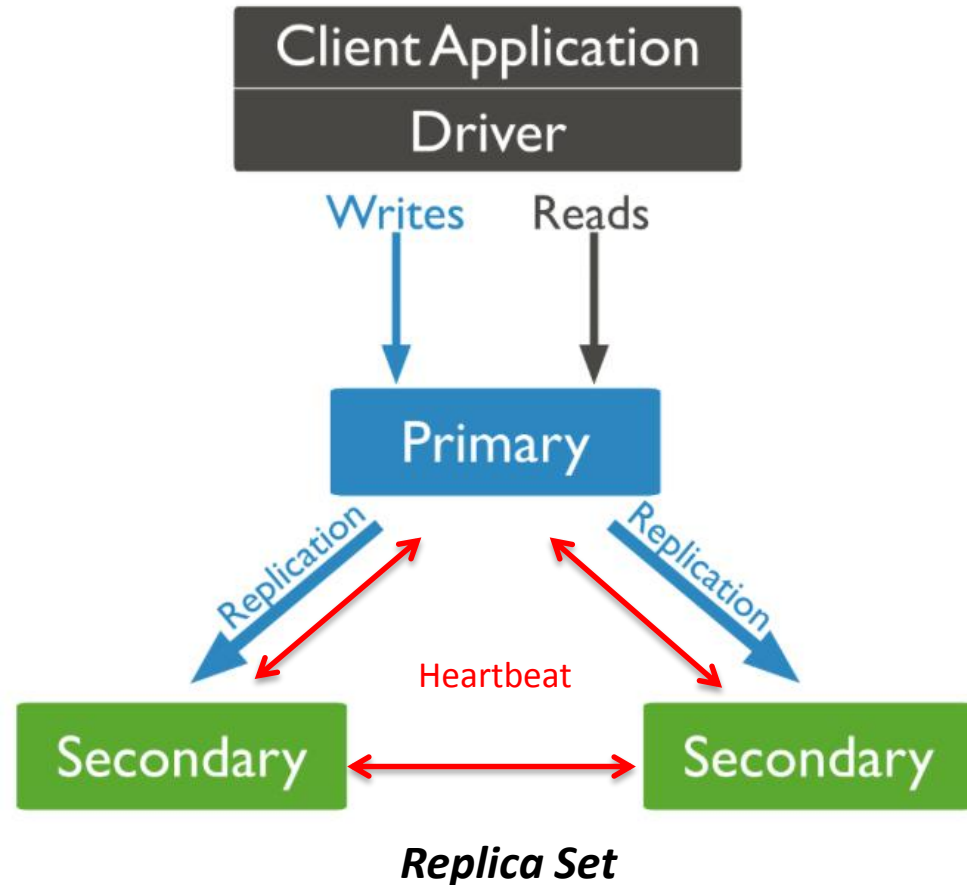 Client Application
Driver
Writes
Reads
Primary
Replication
Replication
Heartbeat
Secondary
Secondary
Replica Set